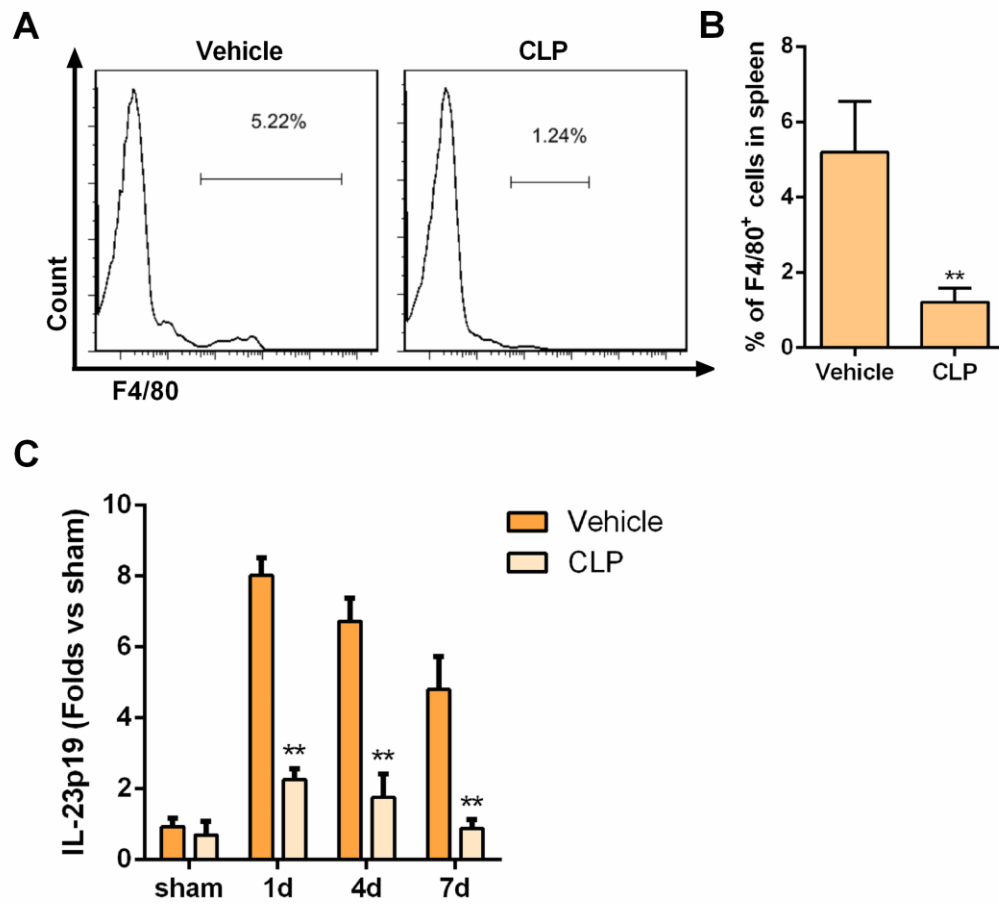 A
Vehicle
CLP
5.22%
1.24%
Count
F4/80
B
% of F4/80+ cells in spleen
8
6
4
2
0
**
Vehicle
CLP
C
IL-23p19 (Folds vs sham)
10
8
6
4
2
0
**
**
**
sham
1d
4d
7d
Vehicle
CLP